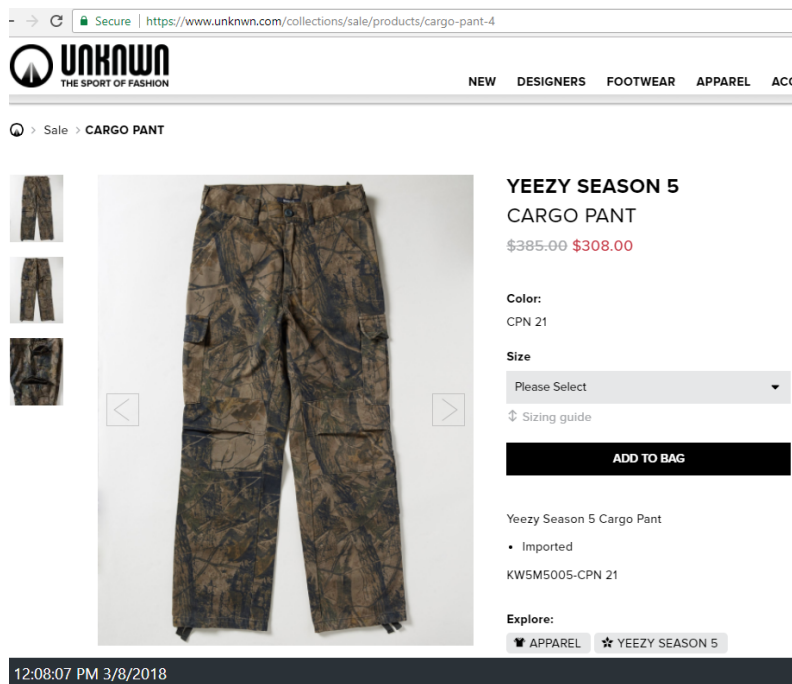 Secure https://www.unknwn.com/collections/sale/products/cargo-pant-4
UNKNWN
THE SPORT OF FASHION
NEW DESIGNERS FOOTWEAR APPAREL ACC
> Sale > CARGO PANT
YEEZY SEASON 5
CARGO PANT
$385.00 $308.00
Color:
CPN 21
Size
Please Select
Sizing guide
ADD TO BAG
Yeezy Season 5 Cargo Pant
• Imported
KW5M5005-CPN 21
Explore:
APPAREL YEEZY SEASON 5
12:08:07 PM 3/8/2018